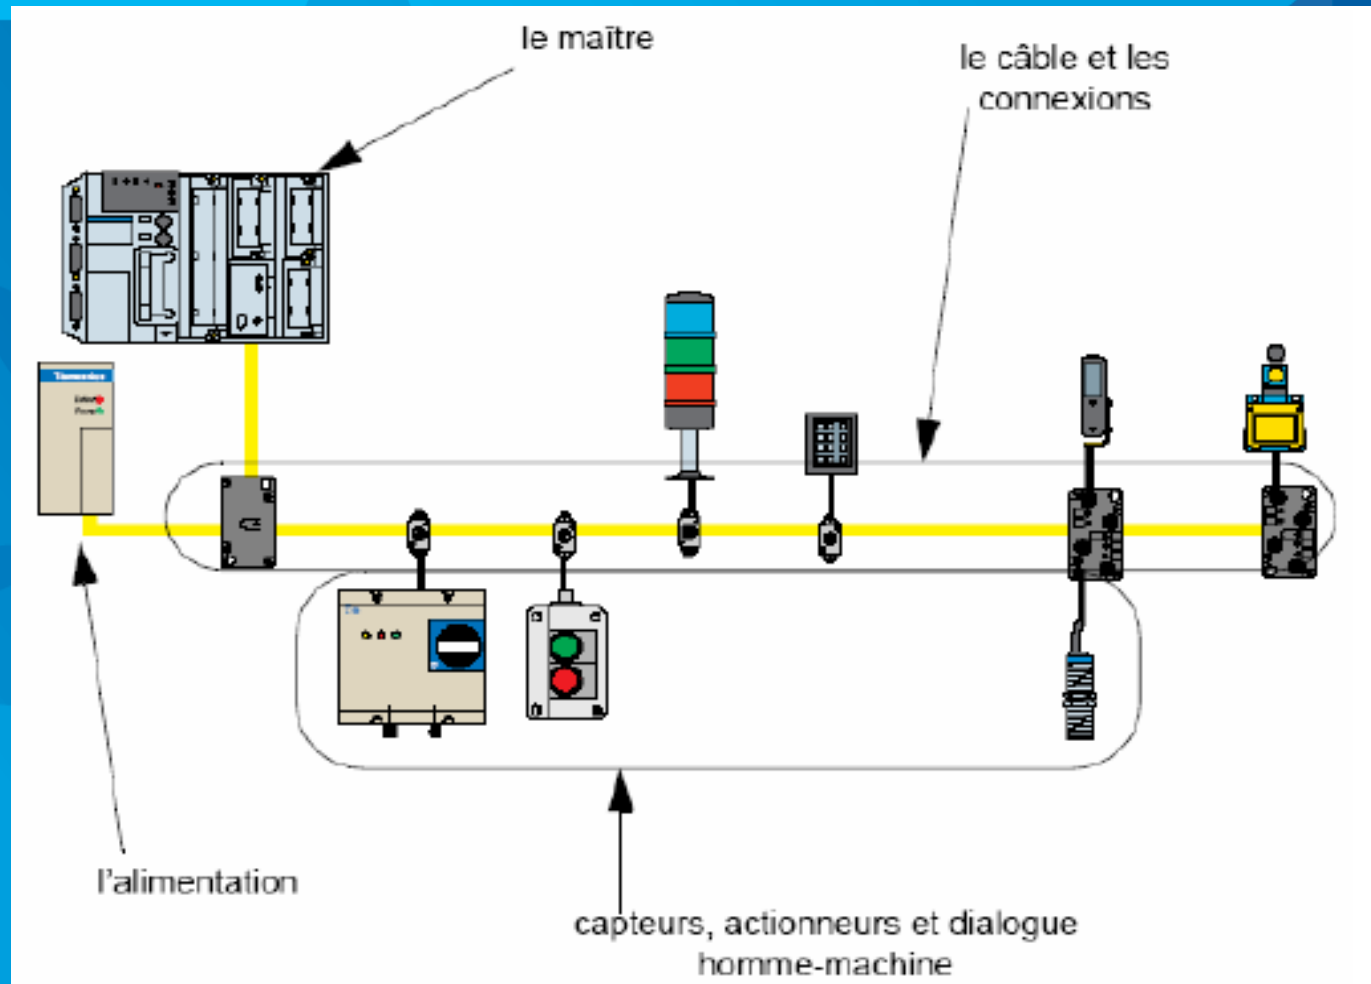 le maître
le câble et les
connexions
l'alimentation
capteurs, actionneurs et dialogue
homme-machine